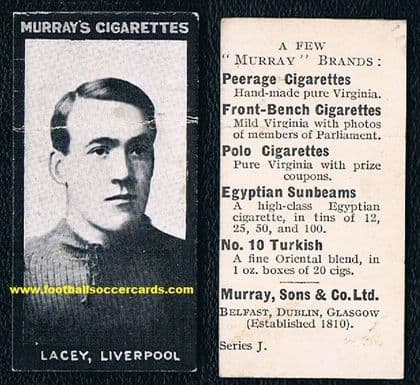 MURRAY'S CIGARETTES
www.footballsoccercards.com
LACEY, LIVERPOOL
A FEW
"MURRAY" BRANDS:
Peerage Cigarettes
Hand-made pure Virginia.
Front-Bench Cigarettes
Mild Virginia with photos
of members of Parliament.
Polo Cigarettes
Pure Virginia with prize
coupons.
Egyptian Sunbeams
A high-class Egyptian
cigarette, in tins of 12,
25, 50, and 100.
No. 10 Turkish
A fine Oriental blend, in
1 oz. boxes of 20 cigs.
Murray, Sons & Co. Ltd.
BELFAST, DUBLIN, GLASGOW
(Established 1810).
Series J.